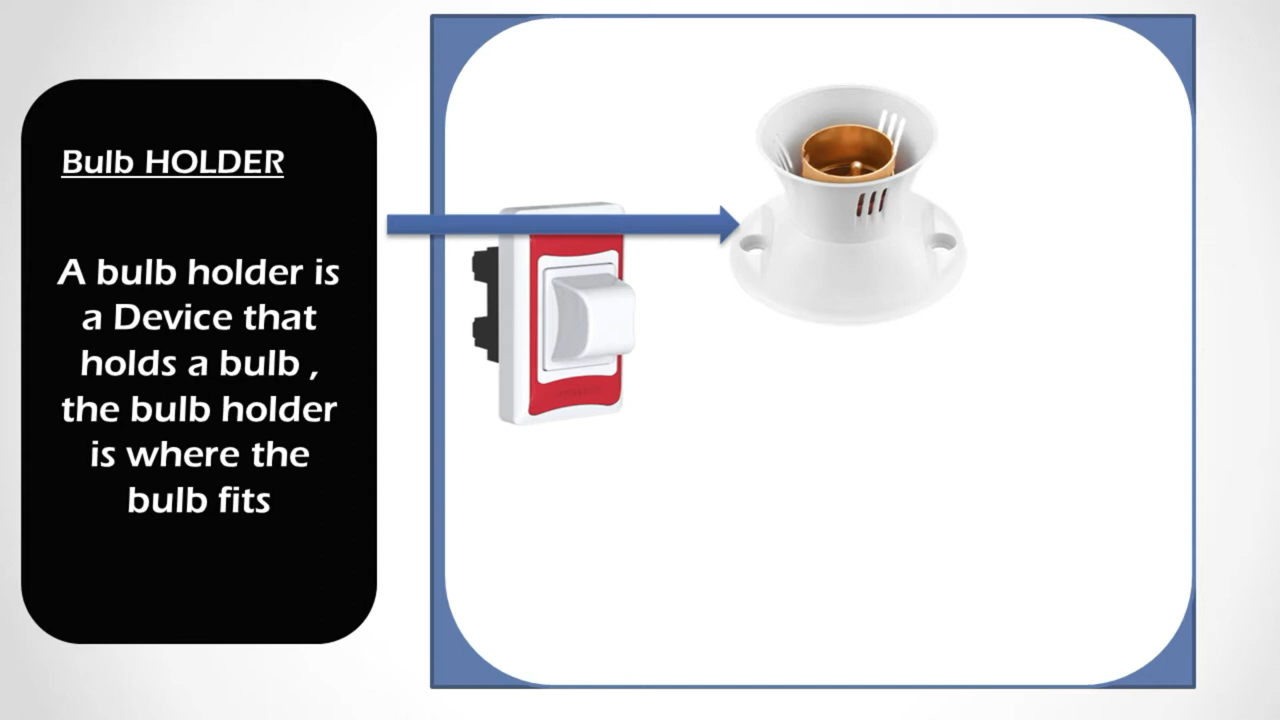 Bulb HOLDER
A bulb holder is
a Device that
holds a bulb ,
the bulb holder
is where the
bulb fits